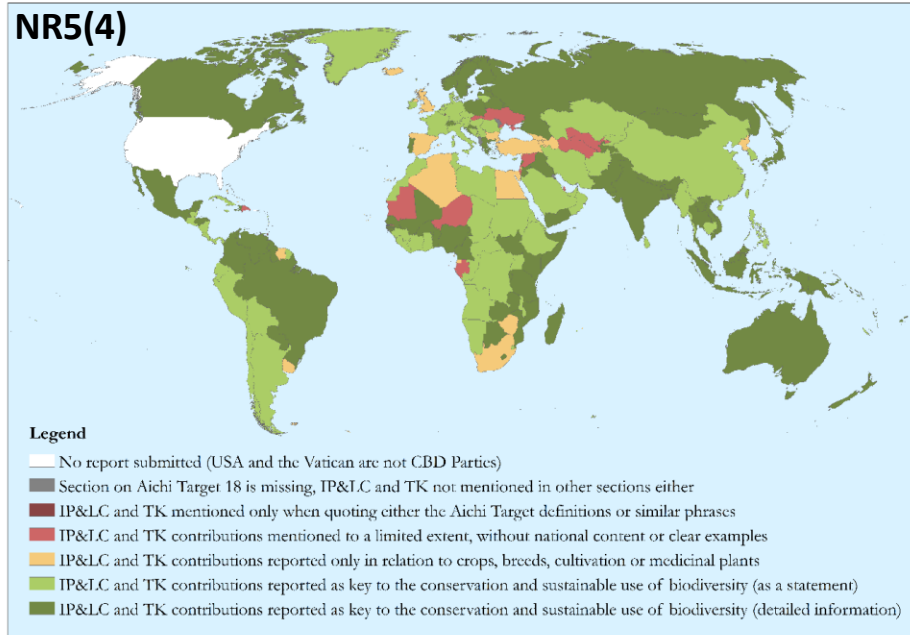 NR5(4)
Legend
No report submitted (USA and the Vatican are not CBD Parties)
Section on Aichi Target 18 is missing, IP&LC and TK not mentioned in other sections either
IP&LC and TK mentioned only when quoting either the Aichi Target definitions or similar phrases
IP&LC and TK contributions mentioned to a limited extent, without national content or clear examples
IP&LC and TK contributions reported only in relation to crops, breeds, cultivation or medicinal plants
IP&LC and TK contributions reported as key to the conservation and sustainable use of biodiversity (as a statement)
IP&LC and TK contributions reported as key to the conservation and sustainable use of biodiversity (detailed information)